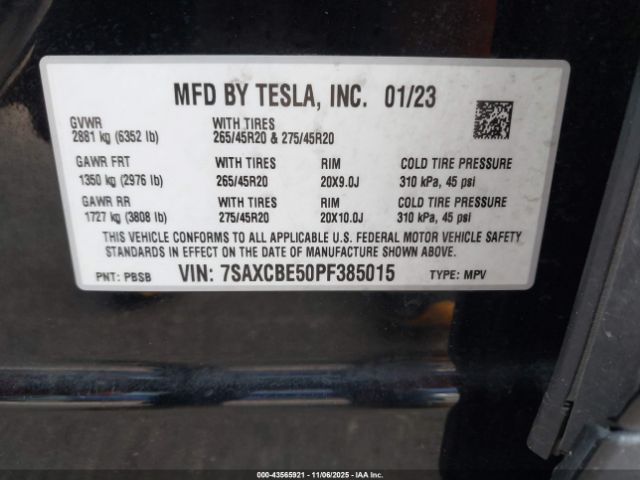 MFD BY TESLA, INC. 01/23
GVWR WITH TIRES
2881 kg (6352 lb) 265/45R20 & 275/45R20
GAWR FRT WITH TIRES RIM COLD TIRE PRESSURE
1350 kg (2976 lb) 265/45R20 20X9.0J 310 kPa, 45 psi
GAWR RR WITH TIRES RIM COLD TIRE PRESSURE
1727 kg (3808 lb) 275/45R20 20X10.0J 310 kPa, 45 psi
THIS VEHICLE CONFORMS TO ALL APPLICABLE U.S. FEDERAL MOTOR VEHICLE SAFETY
STANDARDS IN EFFECT ON THE DATE OF MANUFACTURE SHOWN ABOVE.
PNT: PBSB VIN: 7SAXCBE50PF385015 TYPE: MPV
000-43565921 - 11/06/2025 - IAAI.COM